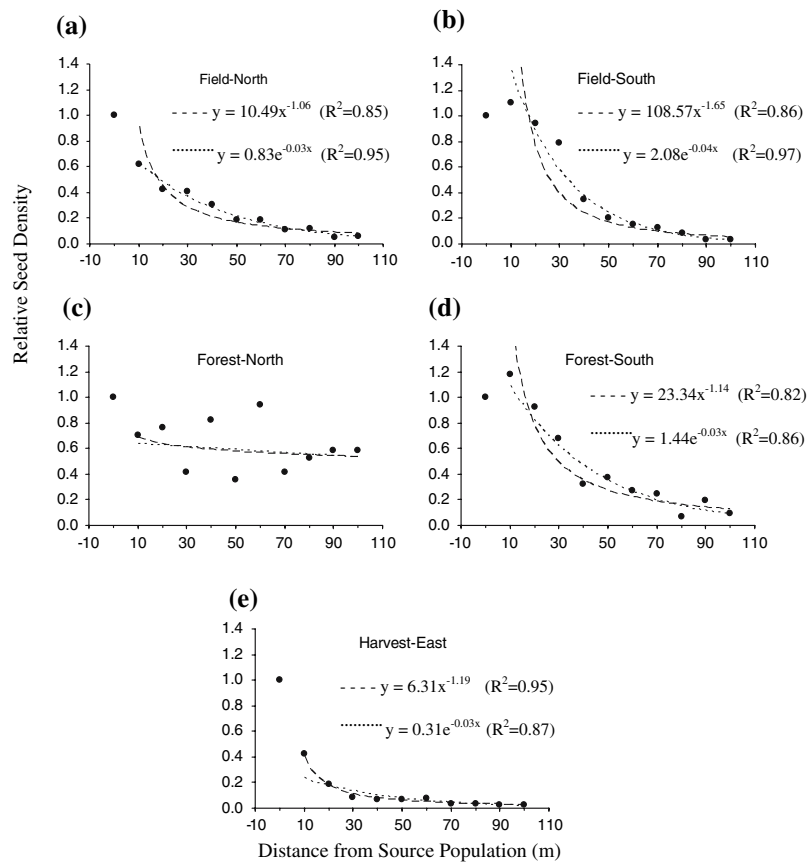 (a)
Field-North
y = 10.49x^-1.06 (R²=0.85)
y = 0.83e^-0.03x (R²=0.95)
1.4
1.2
1.0
0.8
0.6
0.4
0.2
0.0
-10 10 30 50 70 90 110
(b)
Field-South
y = 108.57x^-1.65 (R²=0.86)
y = 2.08e^-0.04x (R²=0.97)
1.4
1.2
1.0
0.8
0.6
0.4
0.2
0.0
-10 10 30 50 70 90 110
Relative Seed Density
(c)
Forest-North
1.4
1.2
1.0
0.8
0.6
0.4
0.2
0.0
-10 10 30 50 70 90 110
(d)
Forest-South
y = 23.34x^-1.14 (R²=0.82)
y = 1.44e^-0.03x (R²=0.86)
1.4
1.2
1.0
0.8
0.6
0.4
0.2
0.0
-10 10 30 50 70 90 110
(e)
Harvest-East
y = 6.31x^-1.19 (R²=0.95)
y = 0.31e^-0.03x (R²=0.87)
1.4
1.2
1.0
0.8
0.6
0.4
0.2
0.0
-10 10 30 50 70 90 110
Distance from Source Population (m)